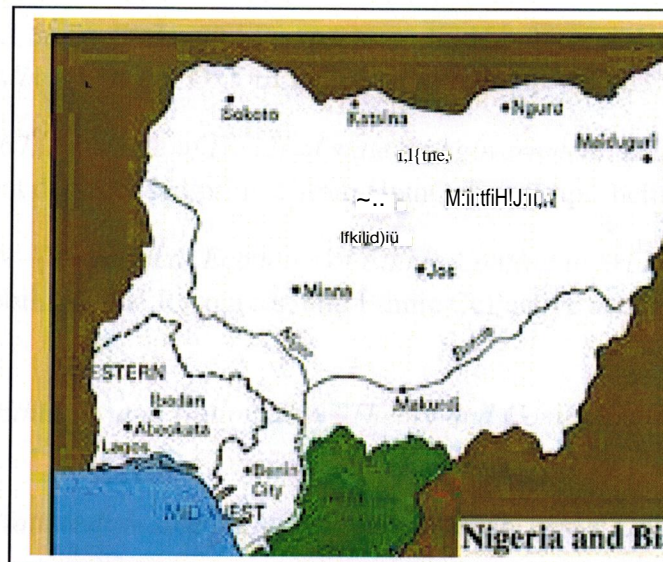 Sokoto
Katsina
Nguru
Maiduguri
Jos
Minna
Niger
Benue
ESTERN
Ibadan
Makurdi
Abeokuta
Lagos
Benin
City
MID WEST
Nigeria and Bi